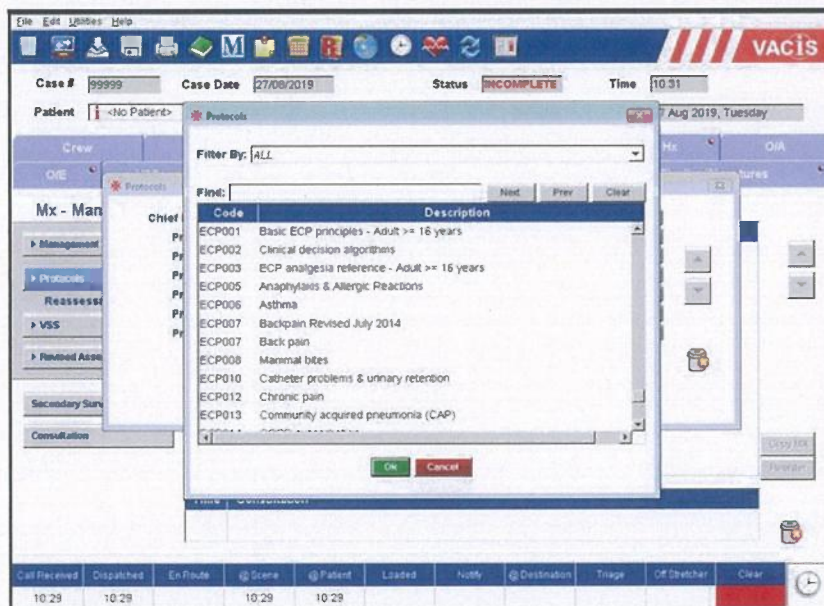 File Edit Utilities Help
VACIS
Case # 99999 Case Date 27/08/2019 Status INCOMPLETE Time 10:31
Patient <No Patient> Aug 2019, Tuesday
Protocols
Crew Hx O/A
Filter By: ALL
O/E
Protocols
Find: Next Prev Clear
Mx - Man
Code Description
Chief
ECP001 Basic ECP principles - Adult >= 16 years
Management
ECP002 Clinical decision algorithms
ECP003 ECP analgesia reference - Adult >= 16 years
Protocols
ECP005 Anaphylaxis & Allergic Reactions
Reassess
ECP006 Asthma
VSS
ECP007 Backpain Revised July 2014
ECP007 Back pain
Revised Asse
ECP008 Mammal bites
ECP010 Catheter problems & urinary retention
Secondary Surv
ECP012 Chronic pain
ECP013 Community acquired pneumonia (CAP)
Consultation
Ok Cancel
Time Consultation
Call Received Dispatched En Route @ Scene @ Patient Loaded Notify @ Destination Triage Off Stretcher Clear
10:29 10:29 10:29 10:29